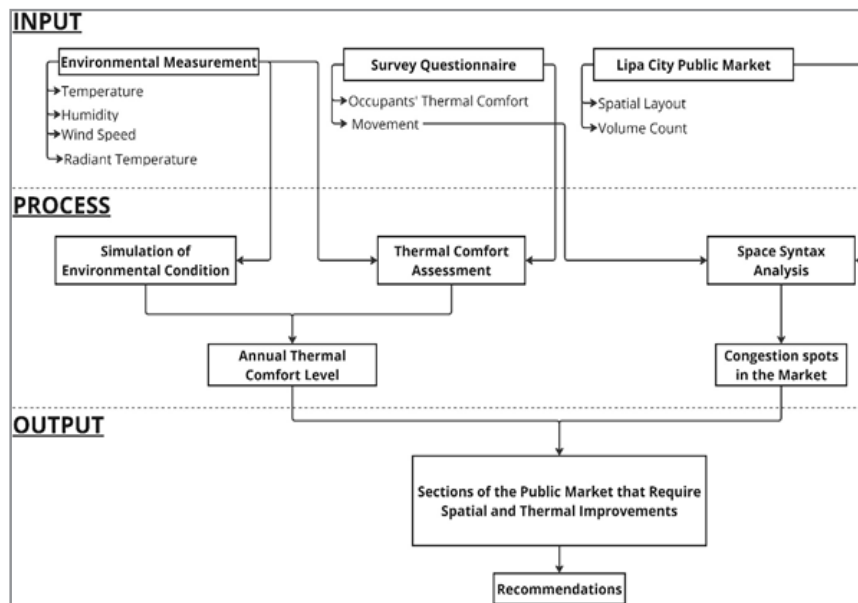 INPUT
Environmental Measurement
Temperature
Humidity
Wind Speed
Radiant Temperature
Survey Questionnaire
Occupants' Thermal Comfort
Movement
Lipa City Public Market
Spatial Layout
Volume Count
PROCESS
Simulation of
Environmental Condition
Thermal Comfort
Assessment
Space Syntax
Analysis
Annual Thermal
Comfort Level
Congestion spots
in the Market
OUTPUT
Sections of the Public Market that Require
Spatial and Thermal Improvements
Recommendations